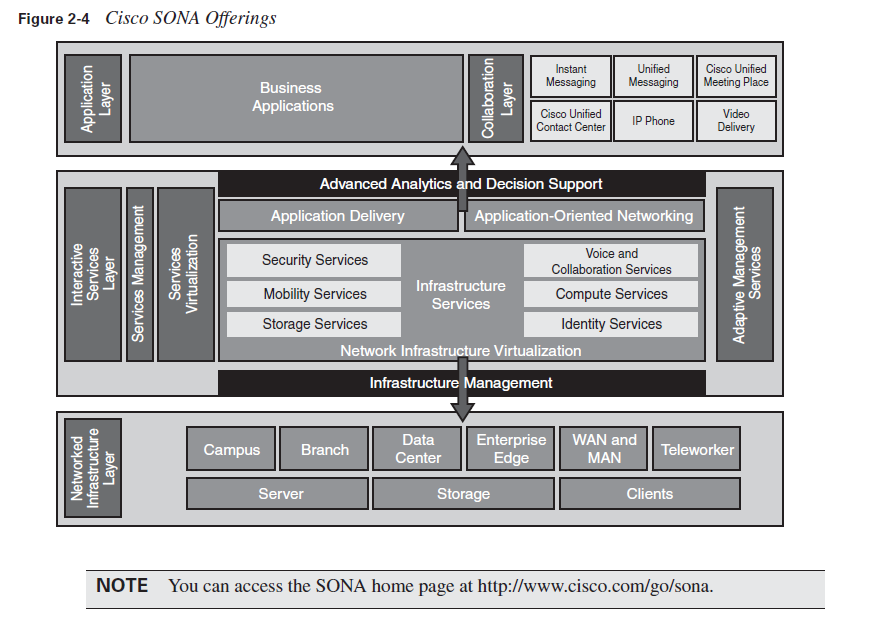 Figure 2-4 Cisco SONA Offerings
Application
Layer
Business
Applications
Collaboration
Layer
Instant
Messaging
Unified
Messaging
Cisco Unified
Meeting Place
Cisco Unified
Contact Center
IP Phone
Video
Delivery
Interactive
Services
Layer
Services Management
Services
Virtualization
Advanced Analytics and Decision Support
Application Delivery
Application-Oriented Networking
Security Services
Mobility Services
Storage Services
Infrastructure
Services
Voice and
Collaboration Services
Compute Services
Identity Services
Network Infrastructure Virtualization
Infrastructure Management
Adaptive Management
Services
Networked
Infrastructure
Layer
Campus
Branch
Data
Center
Enterprise
Edge
WAN and
MAN
Teleworker
Server
Storage
Clients
NOTE You can access the SONA home page at http://www.cisco.com/go/sona.